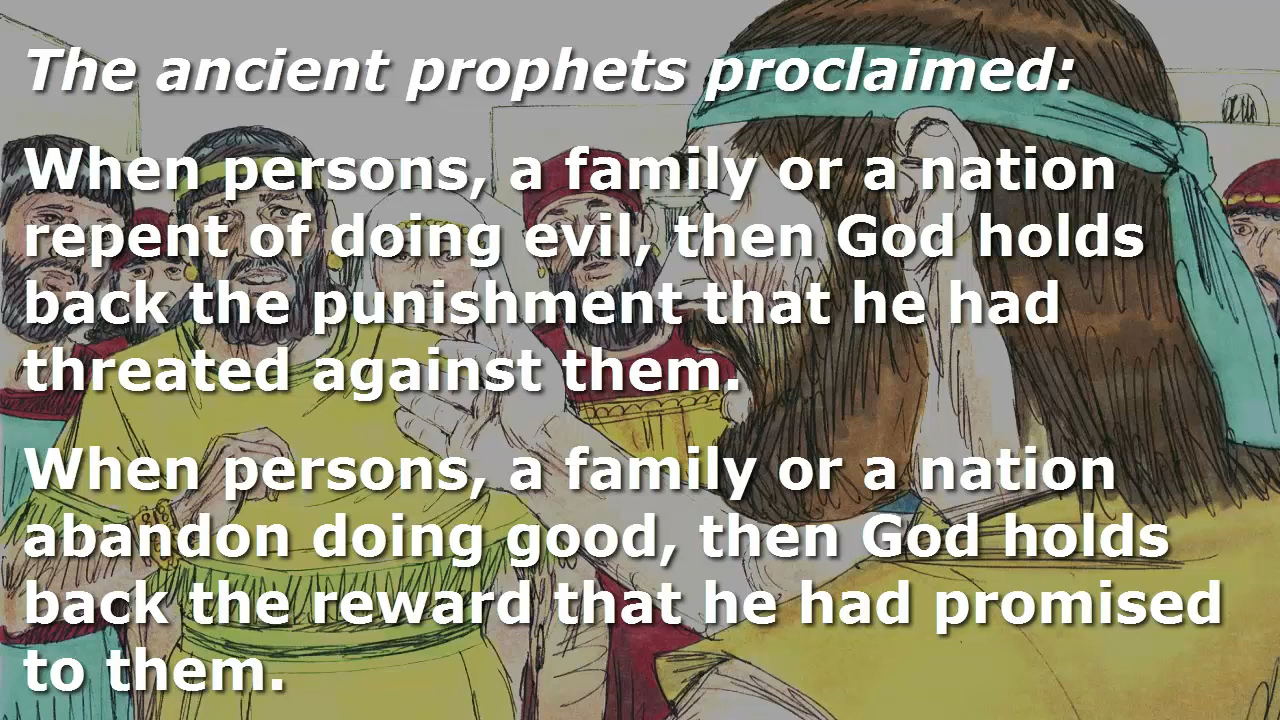 The ancient prophets proclaimed:
When persons, a family or a nation
repent of doing evil, then God holds
back the punishment that he had
threated against them.
When persons, a family or a nation
abandon doing good, then God holds
back the reward that he had promised
to them.